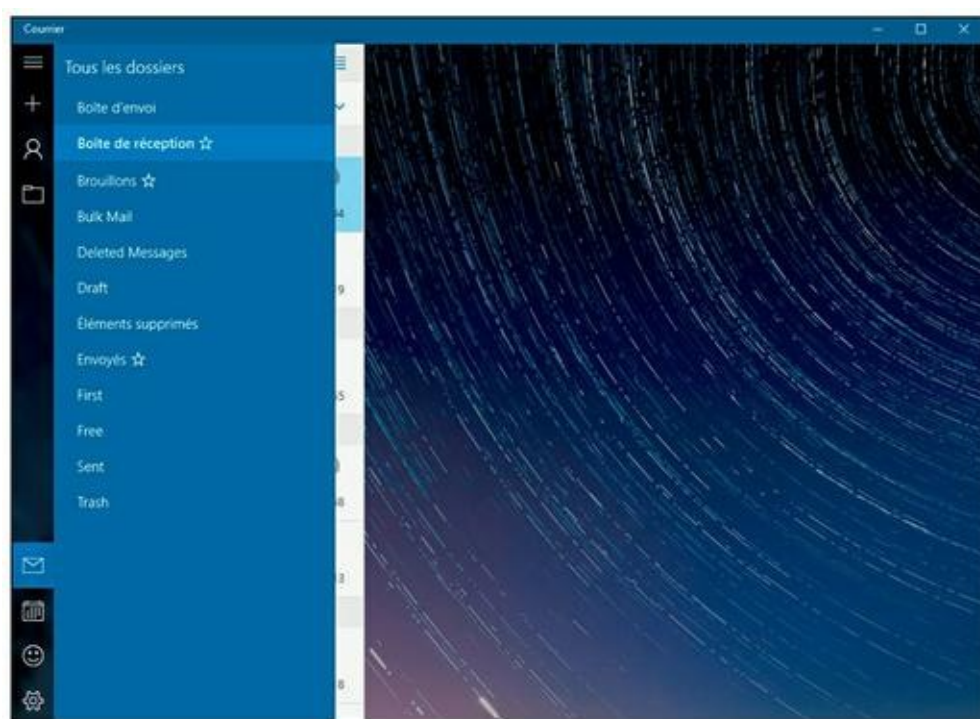 Courrier
Tous les dossiers
Boîte d'envoi
Boîte de réception
Brouillons
Bulk Mail
Deleted Messages
Draft
Éléments supprimés
Envoyés
First
Free
Sent
Trash